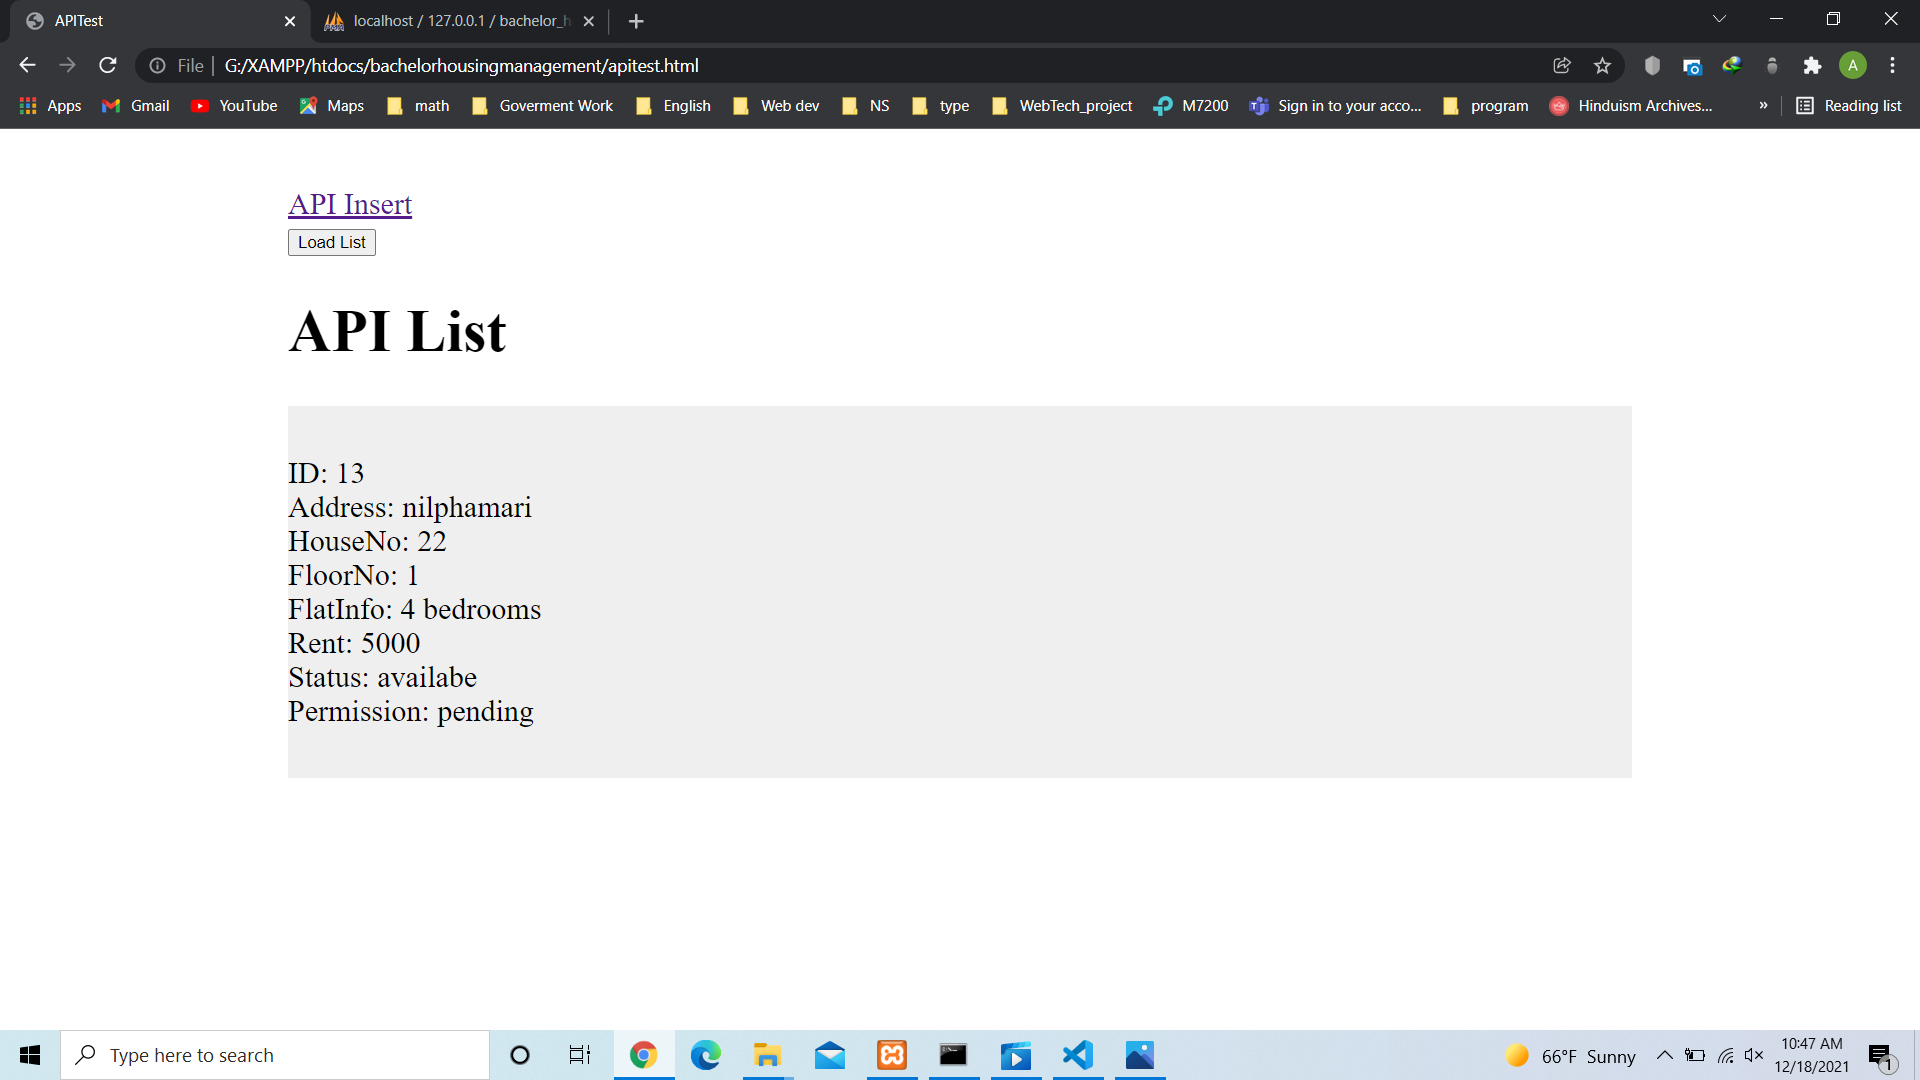 APITest
localhost / 127.0.0.1 / bachelor_h
File
G:/XAMPP/htdocs/bachelorhousingmanagement/apitest.html
A
Apps
Gmail
YouTube
Maps
math
Goverment Work
English
Web dev
NS
type
WebTech_project
M7200
Sign in to your acco...
program
Hinduism Archives...
»
Reading list
API Insert
Load List
API List
ID: 13
Address: nilphamari
HouseNo: 22
FloorNo: 1
FlatInfo: 4 bedrooms
Rent: 5000
Status: availabe
Permission: pending
Type here to search
66°F Sunny
10:47 AM
12/18/2021
1